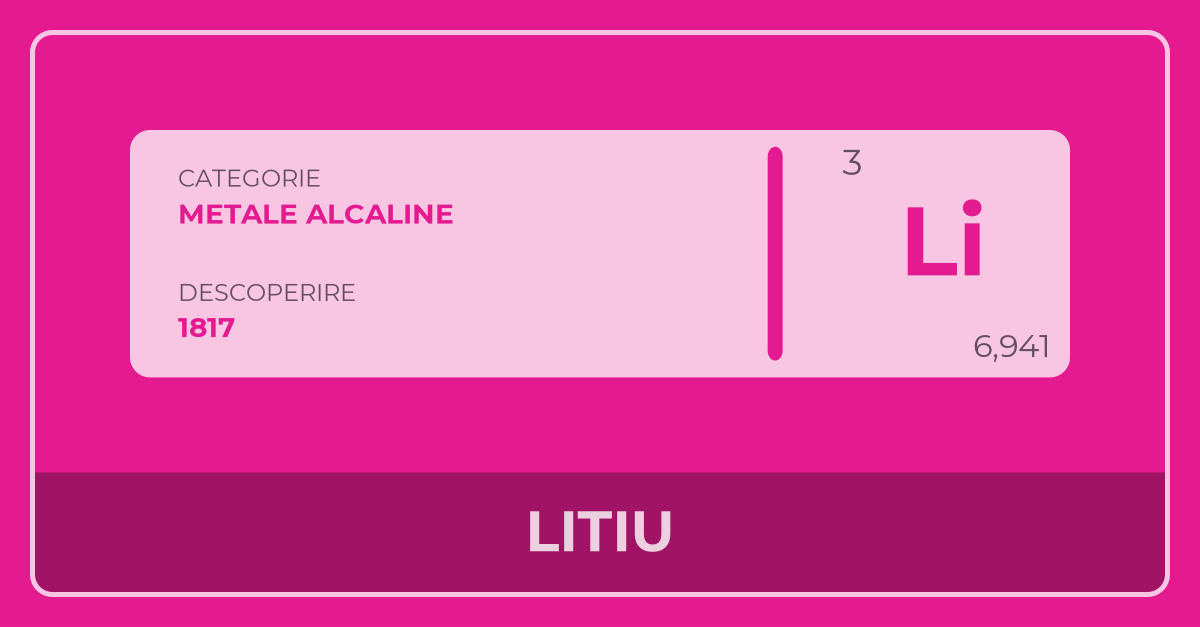 CATEGORIE
METALE ALCALINE
DESCOPERIRE
1817
3
Li
6,941
LITIU